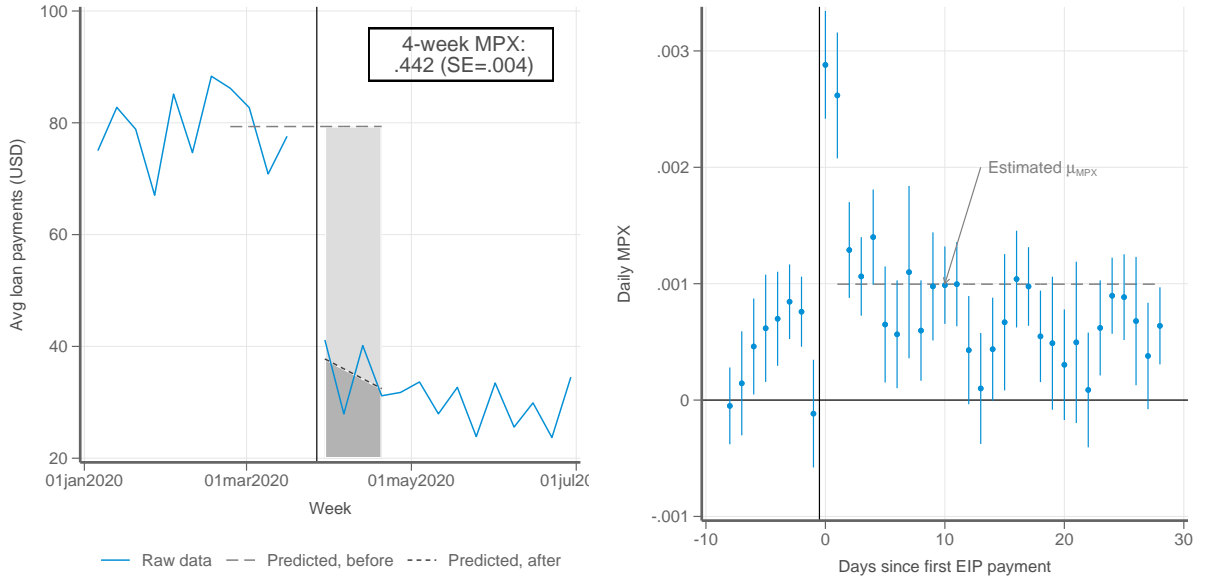 100
80
60
40
20
Avg loan payments (USD)
4-week MPX:
.442 (SE=.004)
01jan2020
01mar2020
01may2020
01jul20
Week
Raw data
Predicted, before
Predicted, after
.003
.002
.001
0
-.001
Daily MPX
Estimated μMPX
-10
0
10
20
30
Days since first EIP payment